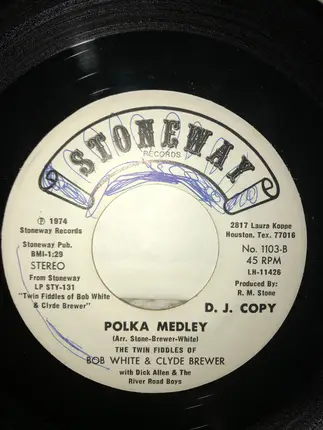 STONEWAY
RECORDS
℗ 1974
Stoneway Records
2817 Laura Koppe
Houston, Tex. 77016
Stoneway Pub.
BMI-1:29
STEREO
No. 1103-B
45 RPM
LH-11426
From Stoneway
LP STY-131
"Twin Fiddles of Bob White
& Clyde Brewer"
Produced By:
R. M. Stone
D. J. COPY
POLKA MEDLEY
(Arr. Stone-Brewer-White)
THE TWIN FIDDLES OF
BOB WHITE & CLYDE BREWER
with Dick Allen & The
River Road Boys